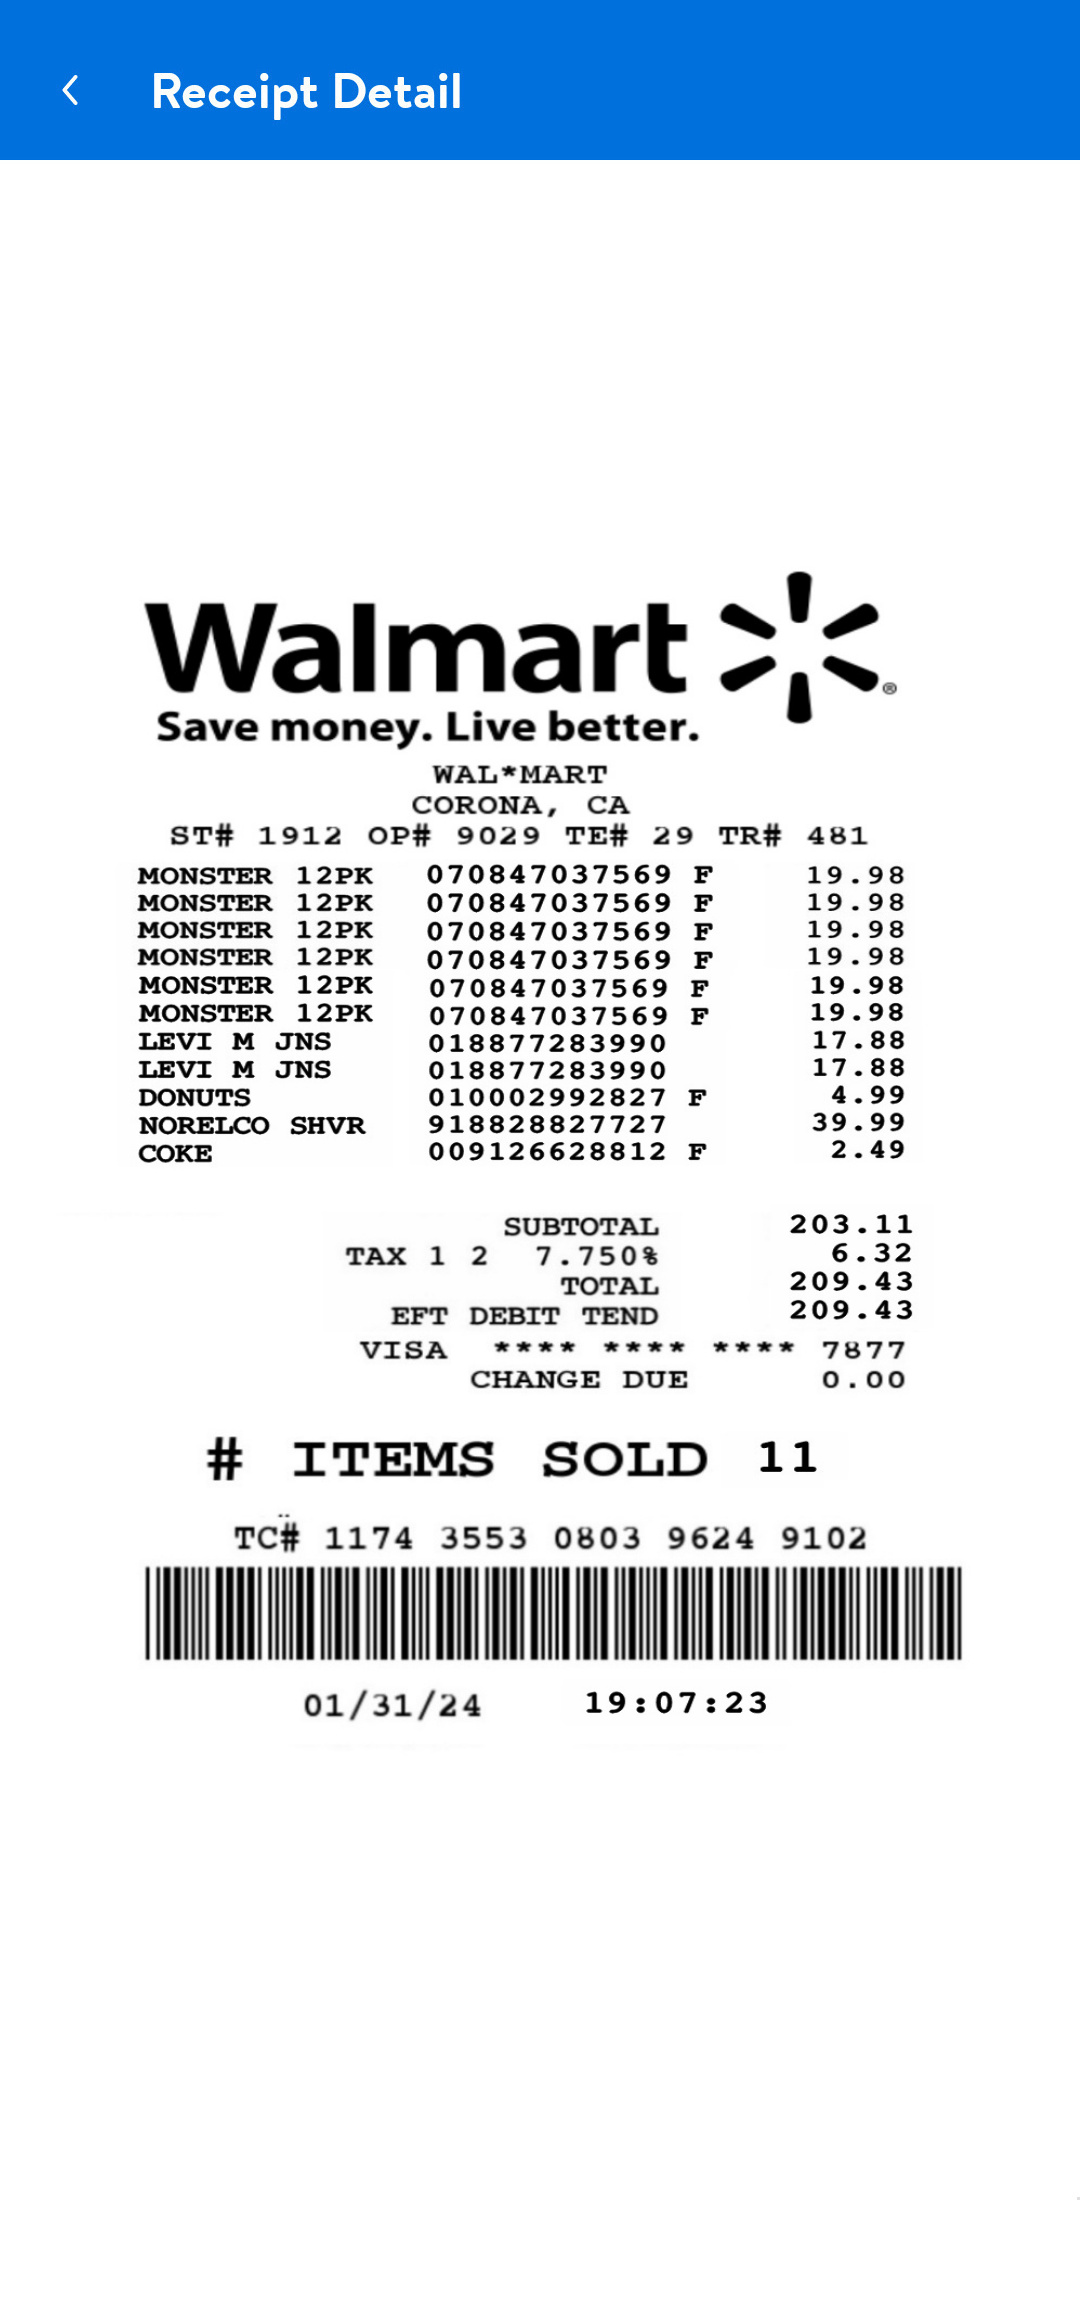 Receipt Detail
Walmart ®
Save money. Live better.
WAL*MART
CORONA, CA
ST# 1912 OP# 9029 TE# 29 TR# 481
MONSTER 12PK 070847037569 F 19.98
MONSTER 12PK 070847037569 F 19.98
MONSTER 12PK 070847037569 F 19.98
MONSTER 12PK 070847037569 F 19.98
MONSTER 12PK 070847037569 F 19.98
MONSTER 12PK 070847037569 F 19.98
LEVI M JNS 018877283990 17.88
LEVI M JNS 018877283990 17.88
DONUTS 010002992827 F 4.99
NORELCO SHVR 918828827727 39.99
COKE 009126628812 F 2.49
SUBTOTAL 203.11
TAX 1 2 7.750% 6.32
TOTAL 209.43
EFT DEBIT TEND 209.43
VISA **** **** **** 7877
CHANGE DUE 0.00
# ITEMS SOLD 11
TC# 1174 3553 0803 9624 9102
01/31/24 19:07:23